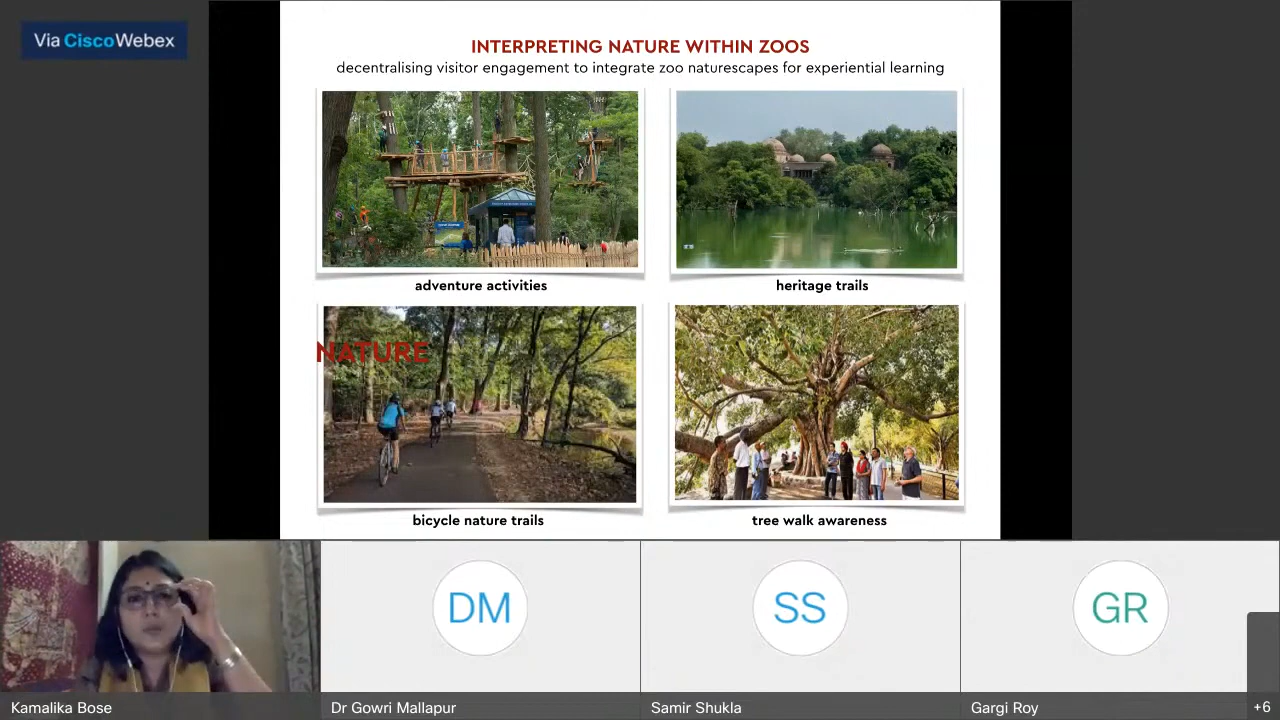 Via Cisco Webex
INTERPRETING NATURE WITHIN ZOOS
decentralising visitor engagement to integrate zoo naturescapes for experiential learning
adventure activities
heritage trails
NATURE
bicycle nature trails
tree walk awareness
DM
SS
GR
Kamalika Bose
Dr Gowri Mallapur
Samir Shukla
Gargi Roy
+6